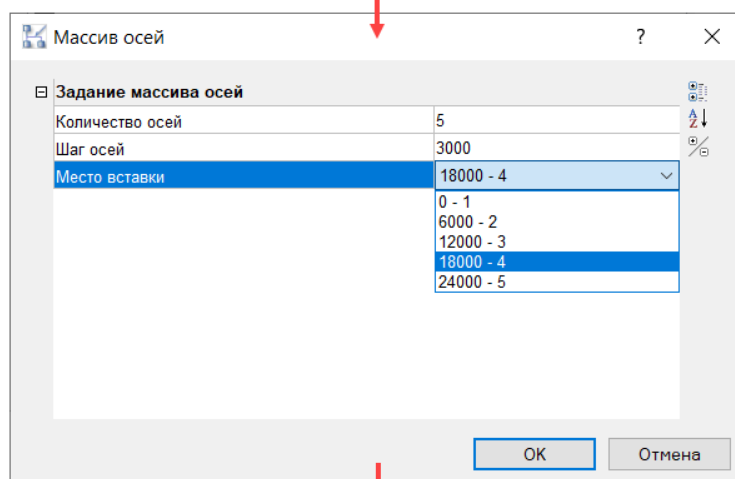 Массив осей
?
Задание массива осей
Количество осей 5
Шаг осей 3000
Место вставки 18000 - 4
0 - 1
6000 - 2
12000 - 3
18000 - 4
24000 - 5
A
Z
OK Отмена